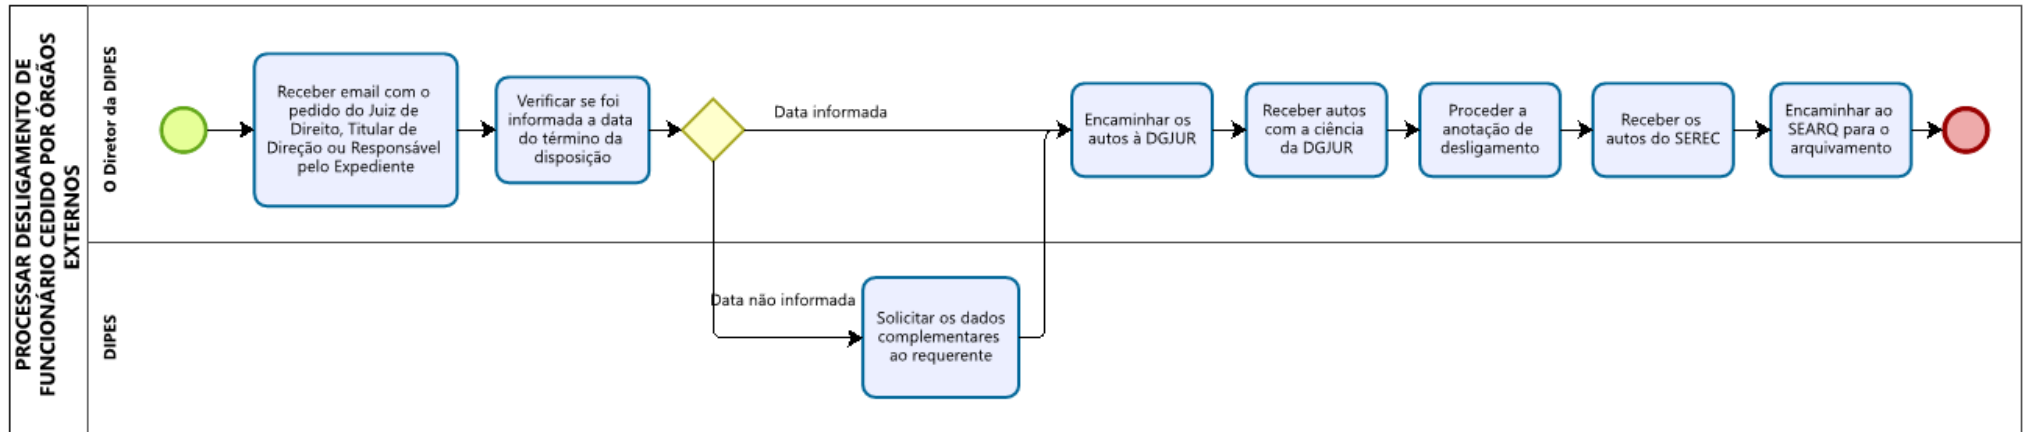 PROCESSAR DESLIGAMENTO DE
FUNCIONÁRIO CEDIDO POR ÓRGÃOS
EXTERNOS
O Diretor da DIPES
Receber email com o
pedido do Juiz de
Direito, Titular de
Direção ou Responsável
pelo Expediente
Verificar se foi
informada a data
do término da
disposição
Data informada
Encaminhar os
autos à DGJUR
Receber autos
com a ciência
da DGJUR
Proceder a
anotação de
desligamento
Receber os
autos do SEREC
Encaminhar ao
SEARQ para o
arquivamento
DIPES
Data não informada
Solicitar os dados
complementares
ao requerente